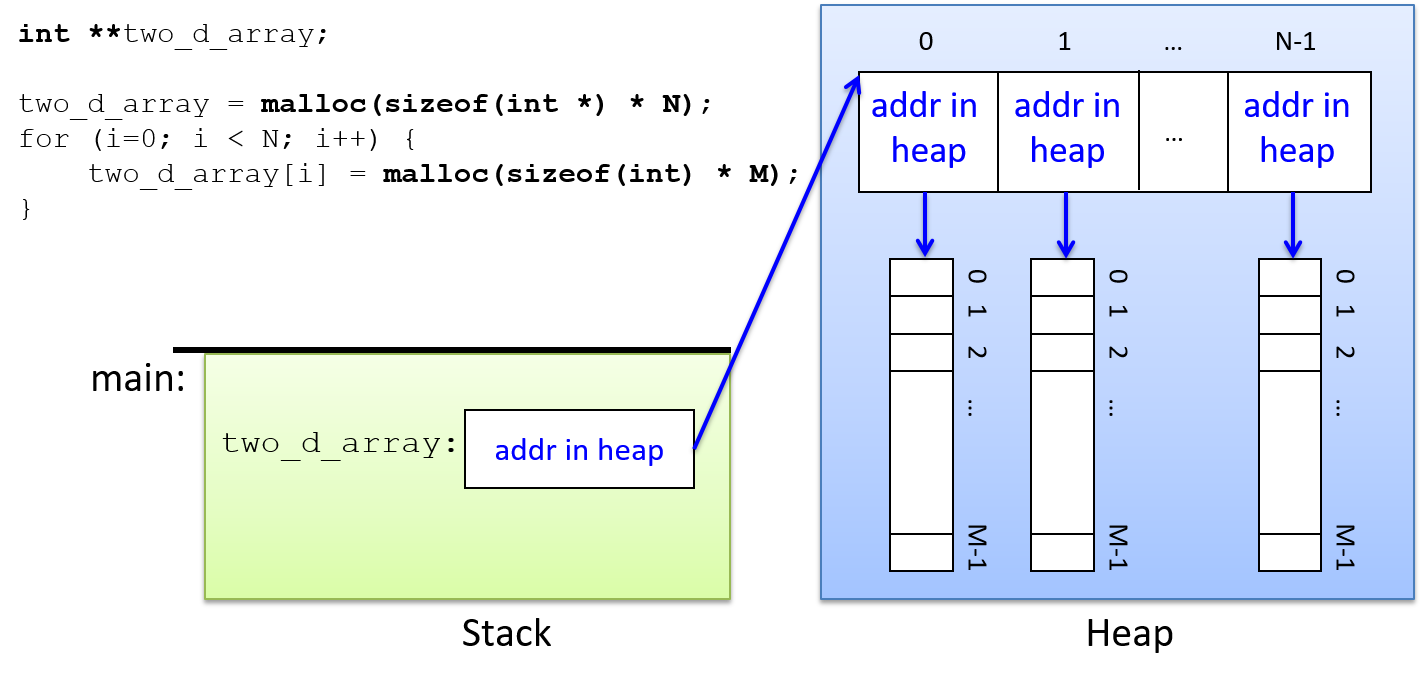 int **two_d_array;
two_d_array = malloc(sizeof(int *) * N);
for (i=0; i < N; i++) {
    two_d_array[i] = malloc(sizeof(int) * M);
}
main:
two_d_array:
addr in heap
Stack
0 1 ... N-1
addr in addr in ... addr in
heap heap heap
0 0 0
1 1 1
2 2 2
... ... ...
M-1 M-1 M-1
Heap